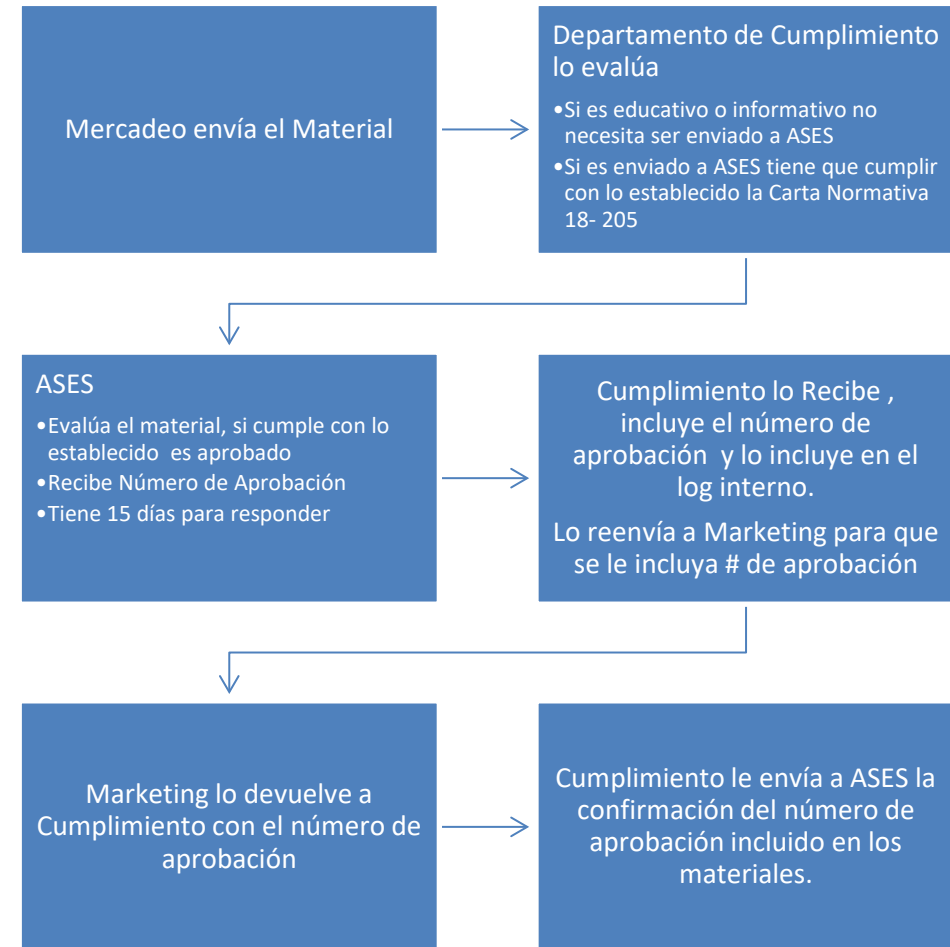 Mercadeo envía el Material
Departamento de Cumplimiento
lo evalúa
•Si es educativo o informativo no
necesita ser enviado a ASES
•Si es enviado a ASES tiene que cumplir
con lo establecido la Carta Normativa
18- 205
ASES
•Evalúa el material, si cumple con lo
establecido es aprobado
•Recibe Número de Aprobación
•Tiene 15 días para responder
Cumplimiento lo Recibe ,
incluye el número de
aprobación y lo incluye en el
log interno.
Lo reenvía a Marketing para que
se le incluya # de aprobación
Marketing lo devuelve a
Cumplimiento con el número de
aprobación
Cumplimiento le envía a ASES la
confirmación del número de
aprobación incluido en los
materiales.